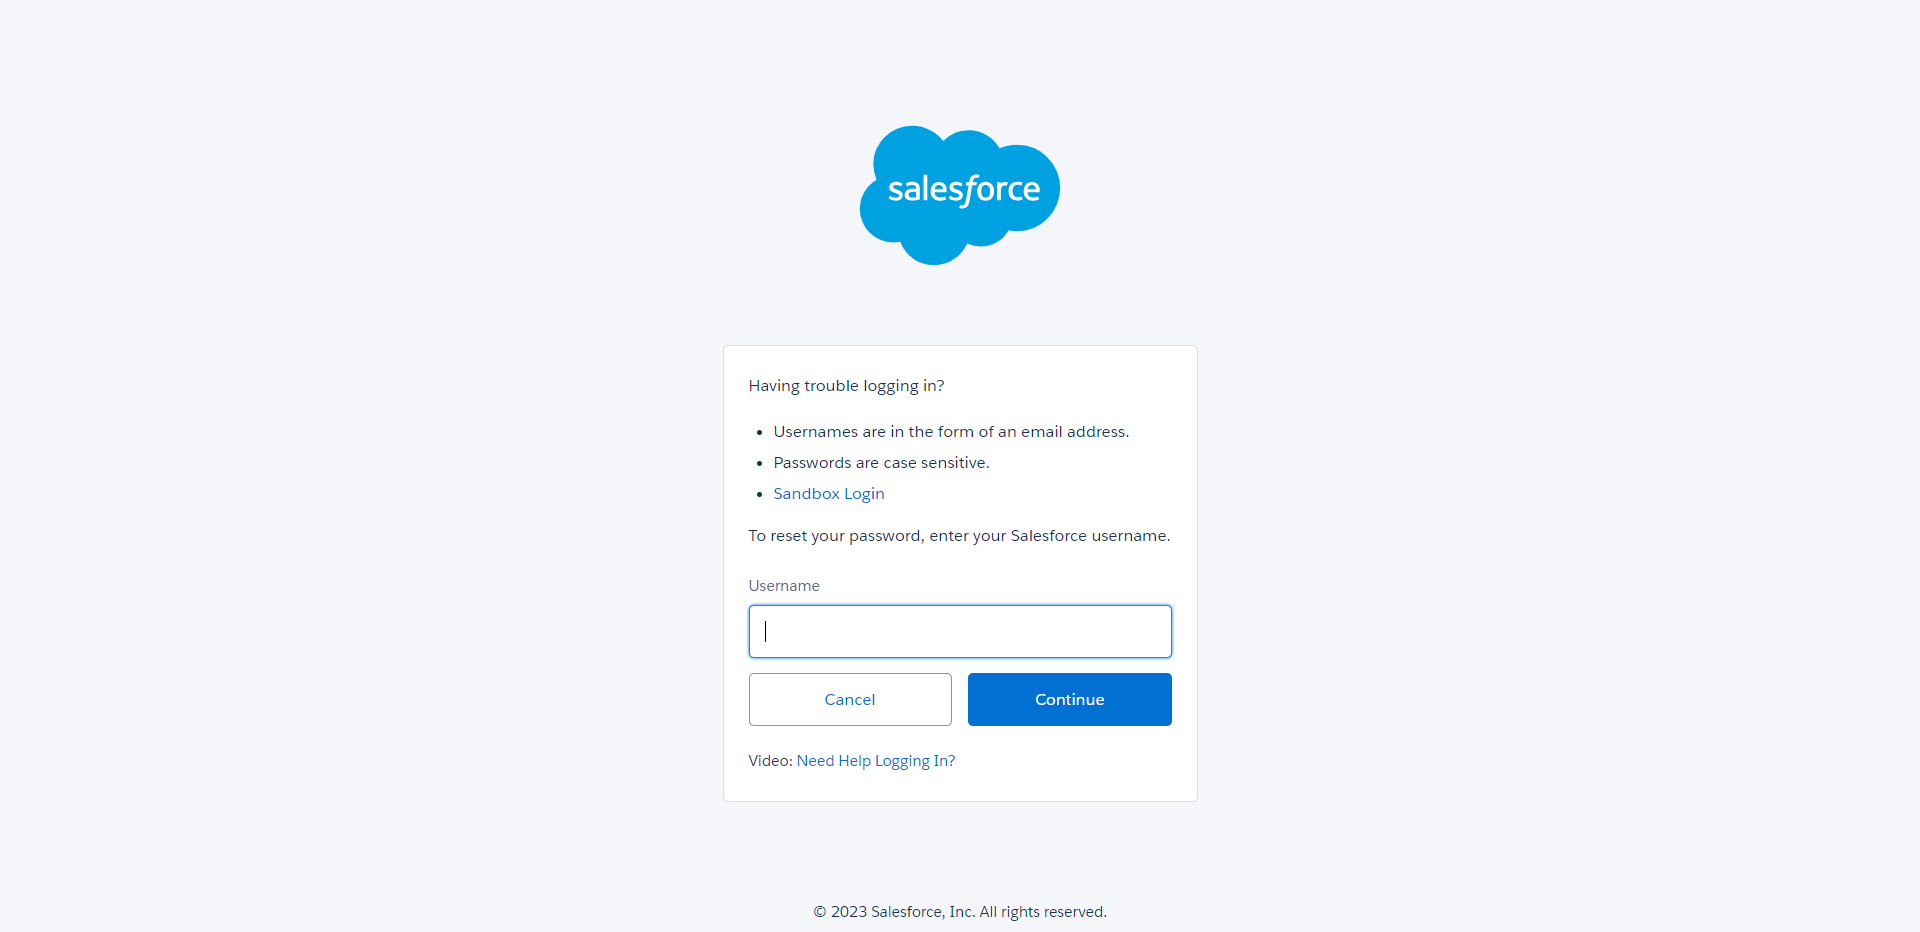 salesforce
Having trouble logging in?
• Usernames are in the form of an email address.
• Passwords are case sensitive.
• Sandbox Login
To reset your password, enter your Salesforce username.
Username
Cancel
Continue
Video: Need Help Logging In?
© 2023 Salesforce, Inc. All rights reserved.